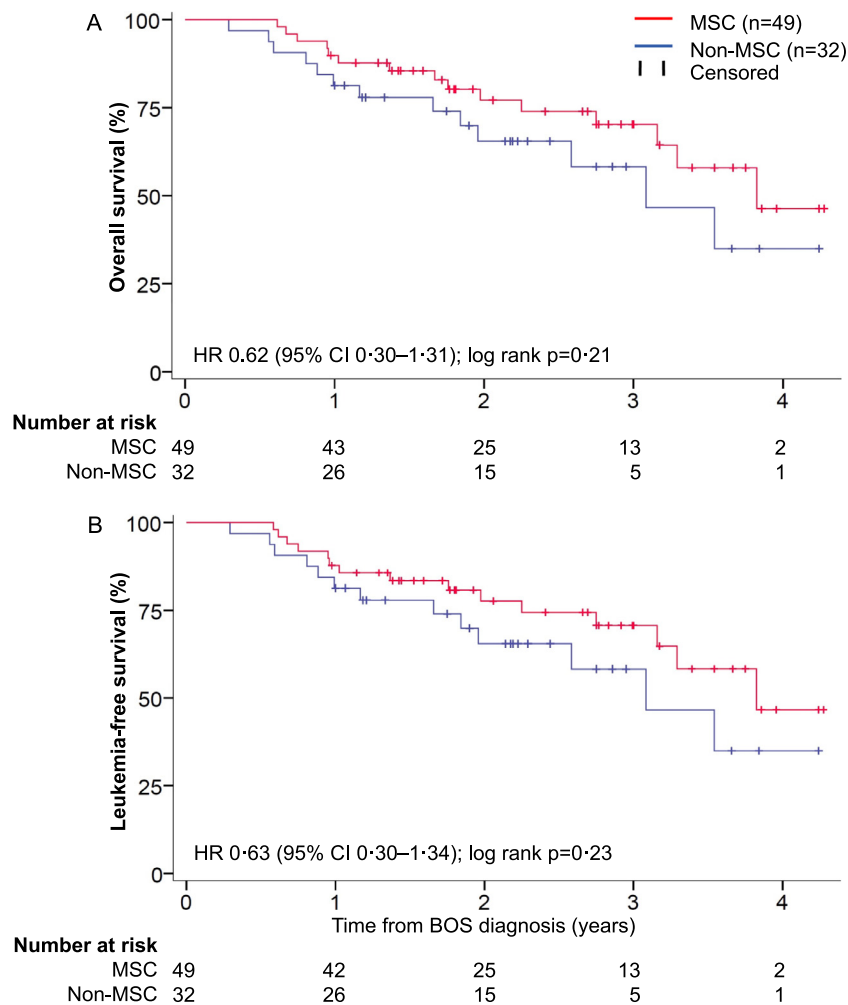 A
MSC (n=49)
Non-MSC (n=32)
Censored
Overall survival (%)
100
75
50
25
0
HR 0.62 (95% CI 0·30–1·31); log rank p=0·21
0 1 2 3 4
Number at risk
MSC 49 43 25 13 2
Non-MSC 32 26 15 5 1
B
Leukemia-free survival (%)
100
75
50
25
0
HR 0·63 (95% CI 0·30–1·34); log rank p=0·23
0 1 2 3 4
Time from BOS diagnosis (years)
Number at risk
MSC 49 42 25 13 2
Non-MSC 32 26 15 5 1